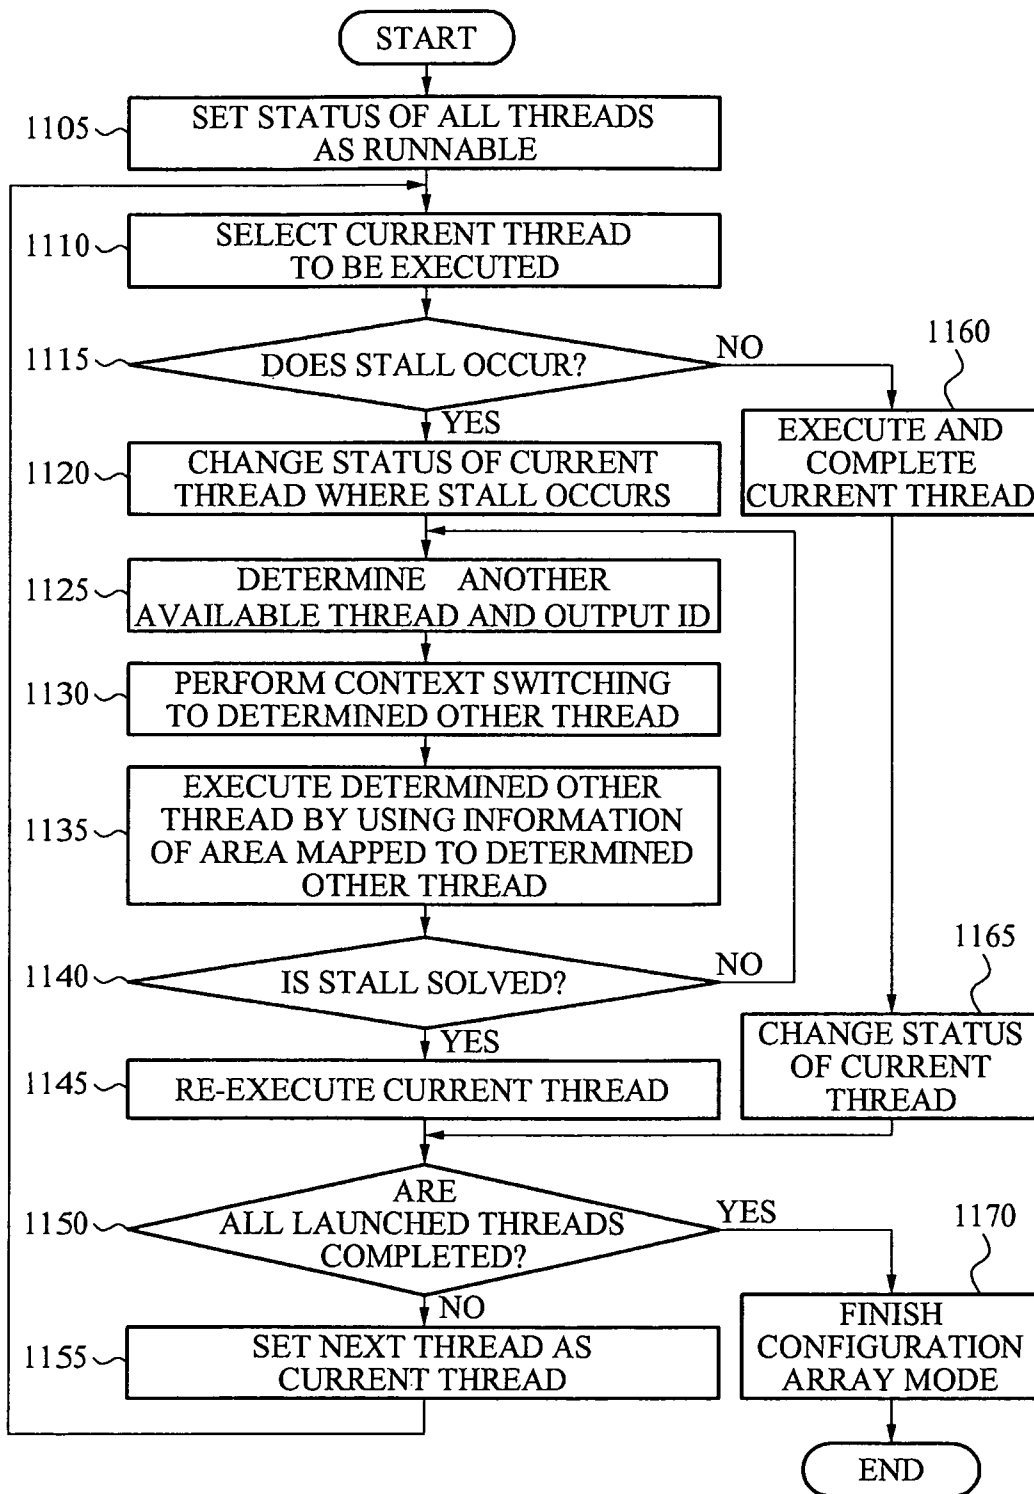 START
1105
SET STATUS OF ALL THREADS
AS RUNNABLE
1110
SELECT CURRENT THREAD
TO BE EXECUTED
1115
DOES STALL OCCUR?
NO
YES
1160
EXECUTE AND
COMPLETE
CURRENT THREAD
1120
CHANGE STATUS OF CURRENT
THREAD WHERE STALL OCCURS
1125
DETERMINE ANOTHER
AVAILABLE THREAD AND OUTPUT ID
1130
PERFORM CONTEXT SWITCHING
TO DETERMINED OTHER THREAD
1135
EXECUTE DETERMINED OTHER
THREAD BY USING INFORMATION
OF AREA MAPPED TO DETERMINED
OTHER THREAD
1140
IS STALL SOLVED?
NO
YES
1165
CHANGE STATUS
OF CURRENT
THREAD
1145
RE-EXECUTE CURRENT THREAD
1150
ARE
ALL LAUNCHED THREADS
COMPLETED?
YES
NO
1170
FINISH
CONFIGURATION
ARRAY MODE
1155
SET NEXT THREAD AS
CURRENT THREAD
END